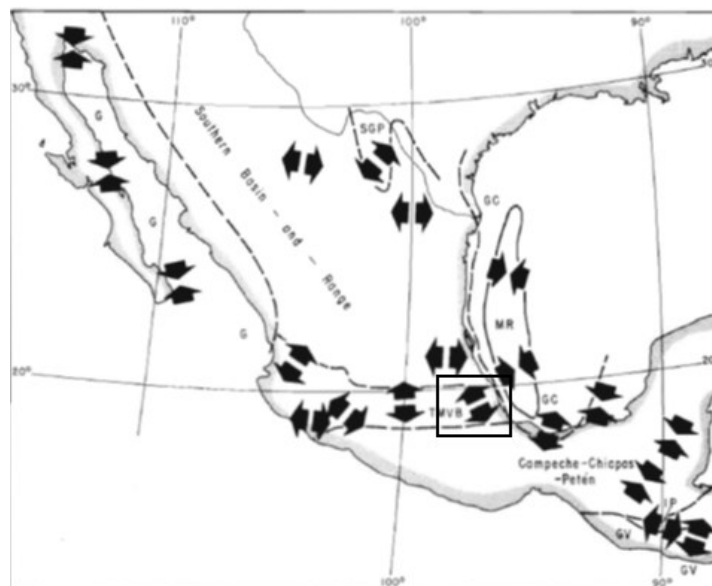 110°
100°
90°
30°
G
SGP
Southern Basin-and-Range
GC
G
MR
G
20°
20
TMVB
GC
Campeche-Chiapas
-Petén
IP
GV
GV
100°
90°